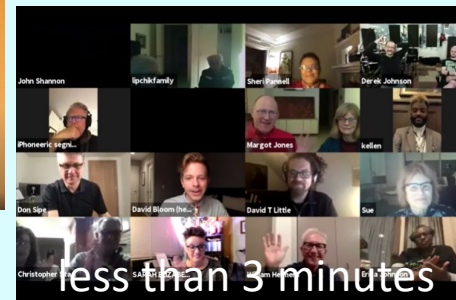 John Shannon
lipchikfamily
Sheri Pannell
Derek Johnson
iPhoneeric segni...
Margot Jones
kellen
Don Sipe
David Bloom (he...
David T Little
Sue
Christopher
less than 3 minutes